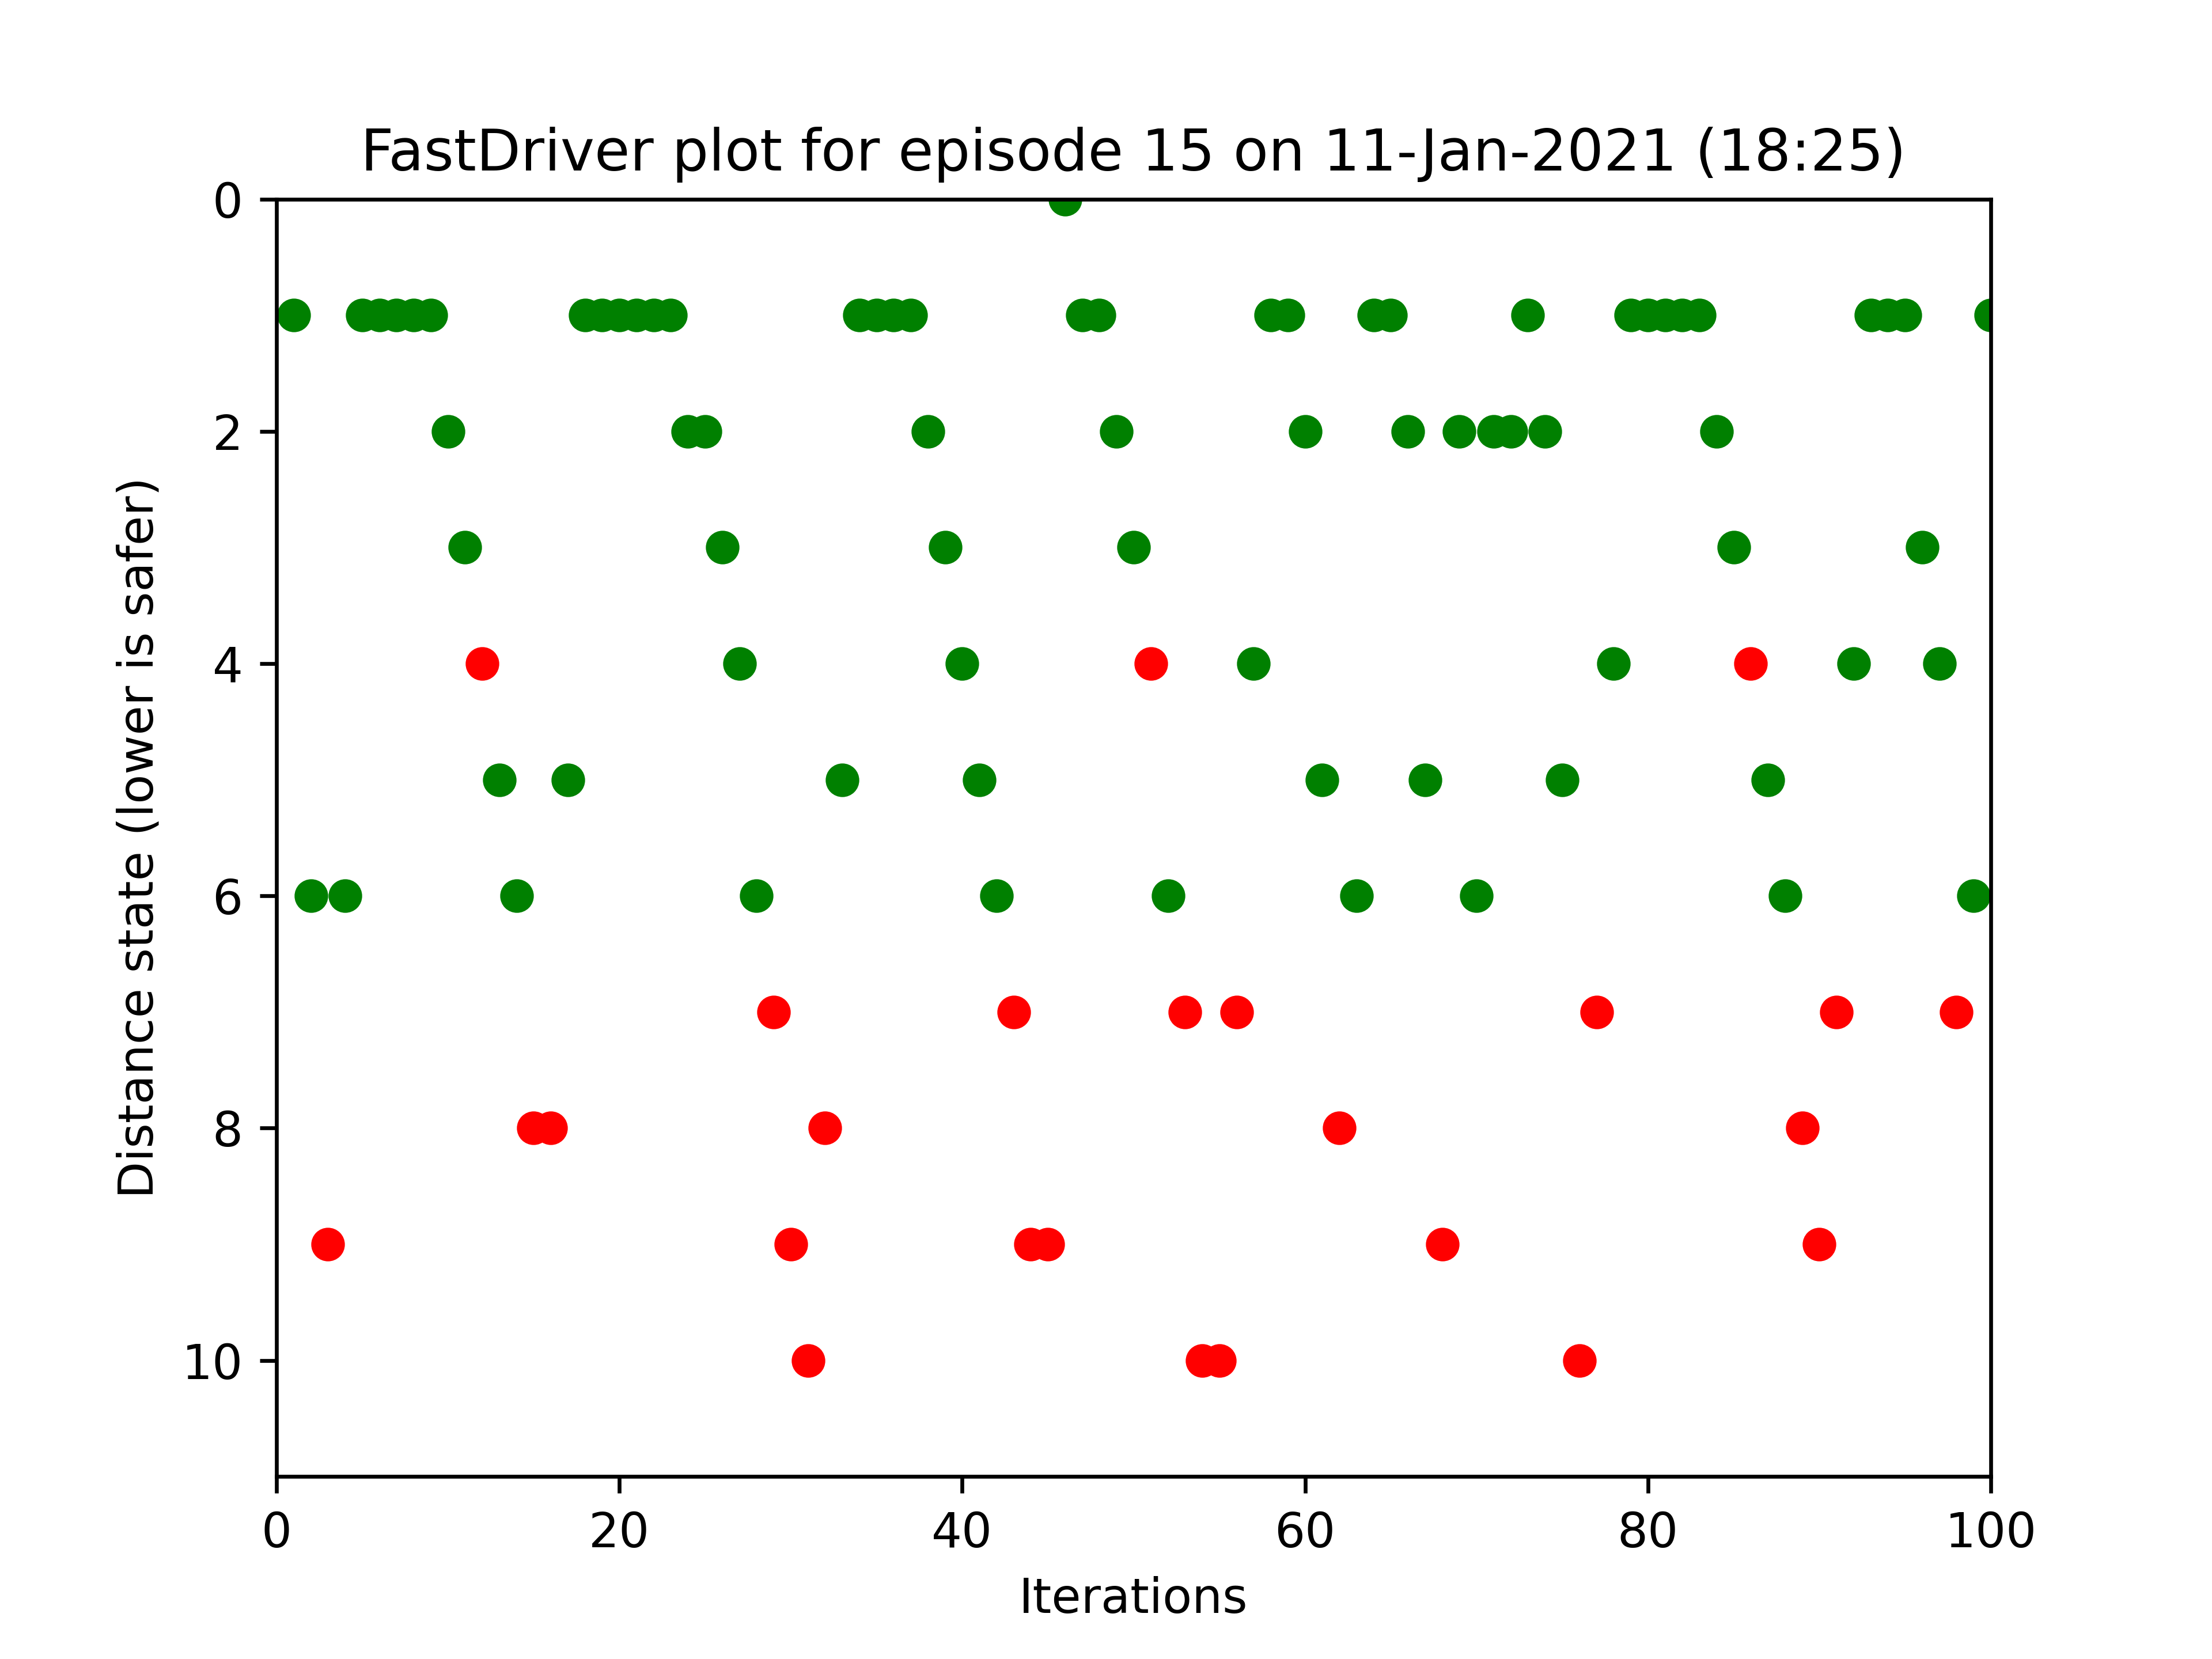 FastDriver plot for episode 15 on 11-Jan-2021 (18:25)
0
2
4
6
8
10
Distance state (lower is safer)
0 20 40 60 80 100
Iterations